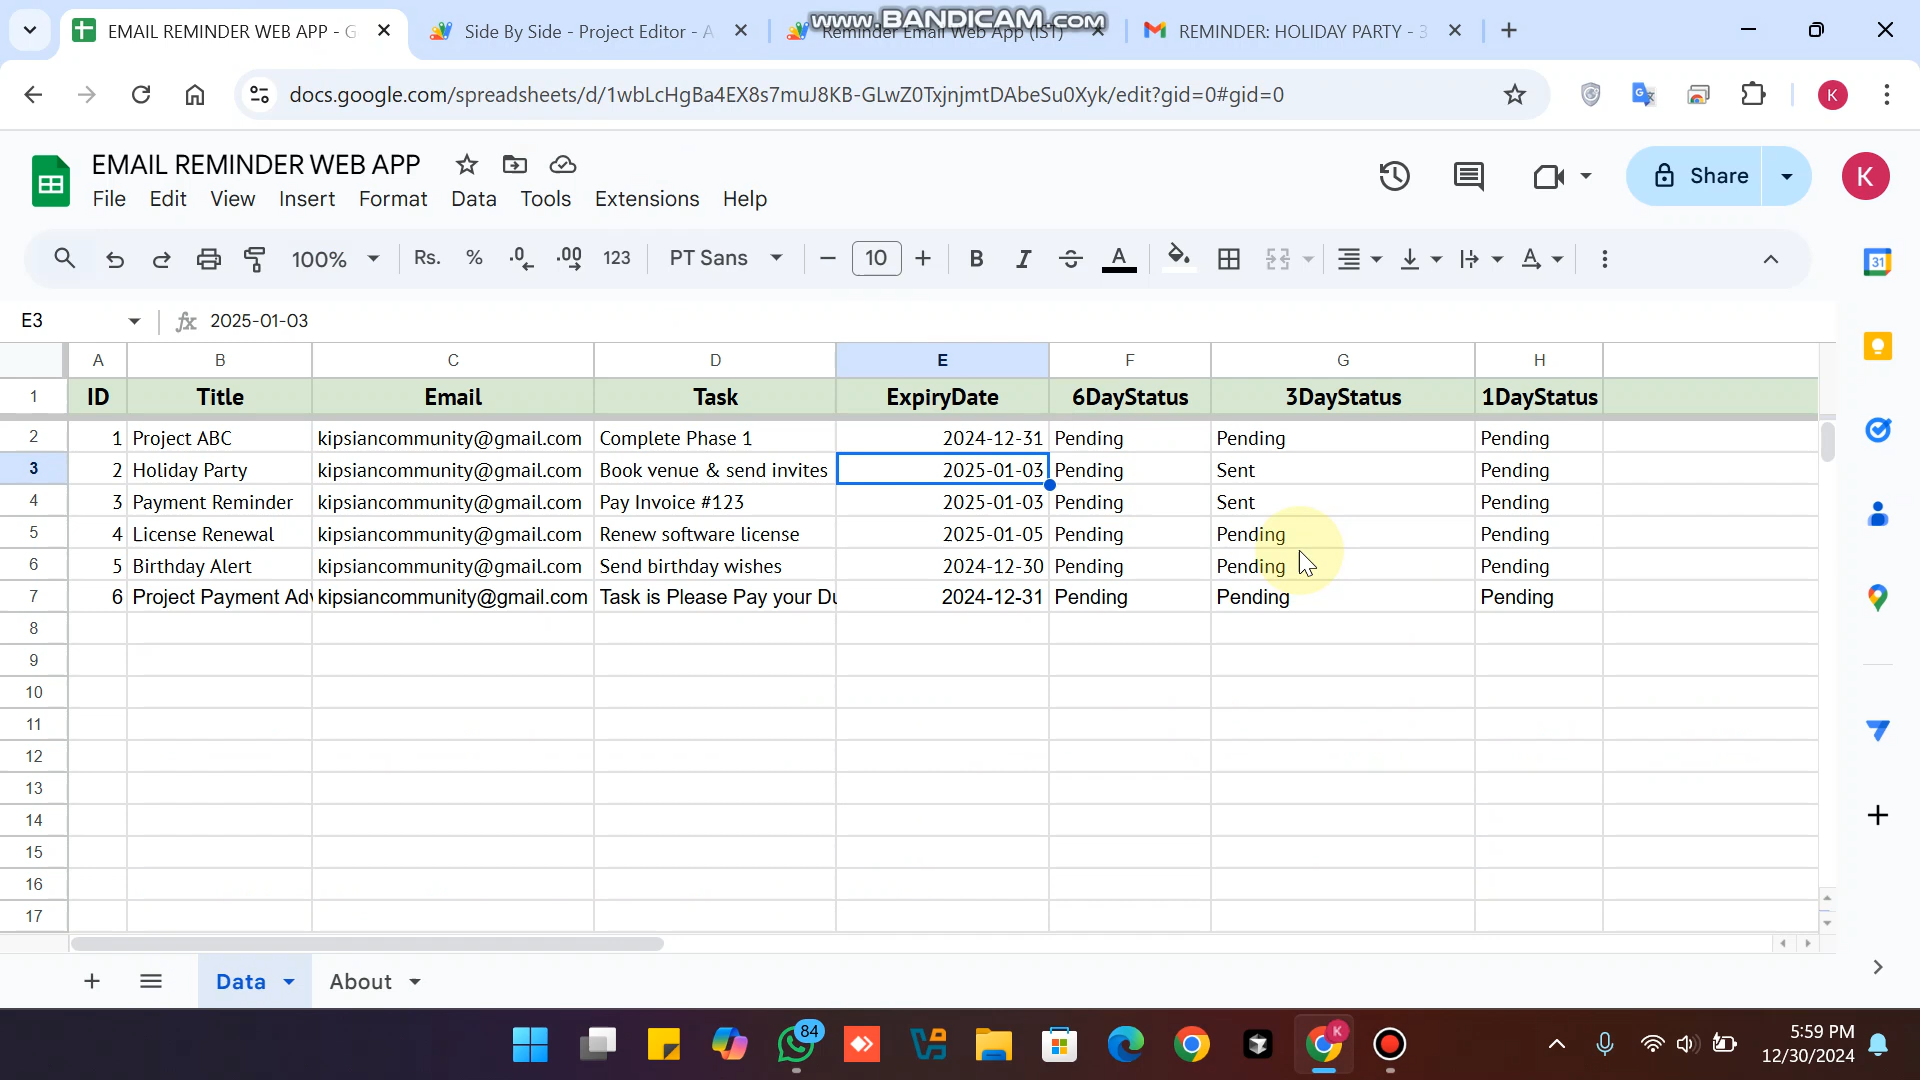 EMAIL REMINDER WEB APP - G
Side By Side - Project Editor - A
Reminder Email Web App (IST)
REMINDER: HOLIDAY PARTY - 3
www.BANDICAM.com
docs.google.com/spreadsheets/d/1wbLcHgBa4EX8s7muJ8KB-GLwZ0TxjnjmtDAbeSu0Xyk/edit?gid=0#gid=0
K
EMAIL REMINDER WEB APP
Share
K
File Edit View Insert Format Data Tools Extensions Help
100% Rs. % .0 .00 123 PT Sans 10 B I A
31
E3 2025-01-03
A B C D E F G H
1 ID Title Email Task ExpiryDate 6DayStatus 3DayStatus 1DayStatus
2 1 Project ABC kipsiancommunity@gmail.com Complete Phase 1 2024-12-31 Pending Pending Pending
3 2 Holiday Party kipsiancommunity@gmail.com Book venue & send invites 2025-01-03 Pending Sent Pending
4 3 Payment Reminder kipsiancommunity@gmail.com Pay Invoice #123 2025-01-03 Pending Sent Pending
5 4 License Renewal kipsiancommunity@gmail.com Renew software license 2025-01-05 Pending Pending Pending
6 5 Birthday Alert kipsiancommunity@gmail.com Send birthday wishes 2024-12-30 Pending Pending Pending
7 6 Project Payment Adv kipsiancommunity@gmail.com Task is Please Pay your Du 2024-12-31 Pending Pending Pending
8
9
10
11
12
13
14
15
16
17
Data About
84
K
5:59 PM
12/30/2024